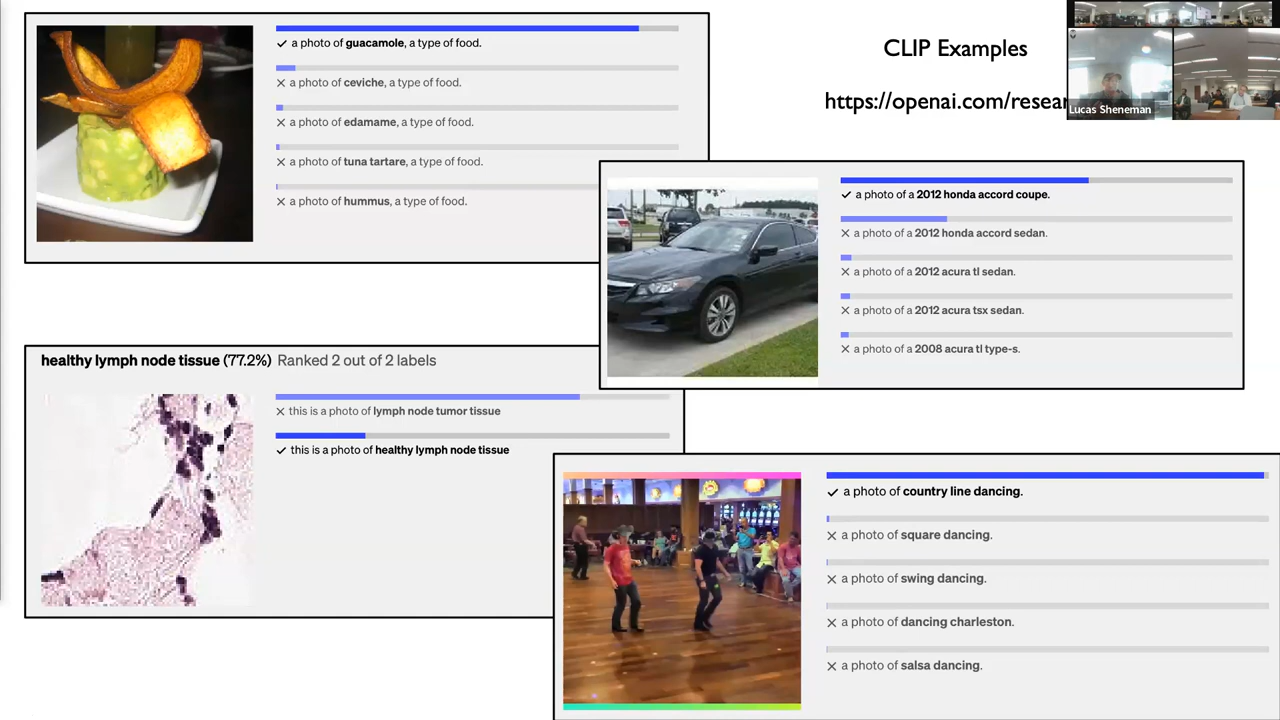 ✓ a photo of guacamole, a type of food.
✕ a photo of ceviche, a type of food.
✕ a photo of edamame, a type of food.
✕ a photo of tuna tartare, a type of food.
✕ a photo of hummus, a type of food.
CLIP Examples
https://openai.com/resear
Lucas Sheneman
✓ a photo of a 2012 honda accord coupe.
✕ a photo of a 2012 honda accord sedan.
✕ a photo of a 2012 acura tl sedan.
✕ a photo of a 2012 acura tsx sedan.
✕ a photo of a 2008 acura tl type-s.
healthy lymph node tissue (77.2%) Ranked 2 out of 2 labels
✕ this is a photo of lymph node tumor tissue
✓ this is a photo of healthy lymph node tissue
✓ a photo of country line dancing.
✕ a photo of square dancing.
✕ a photo of swing dancing.
✕ a photo of dancing charleston.
✕ a photo of salsa dancing.